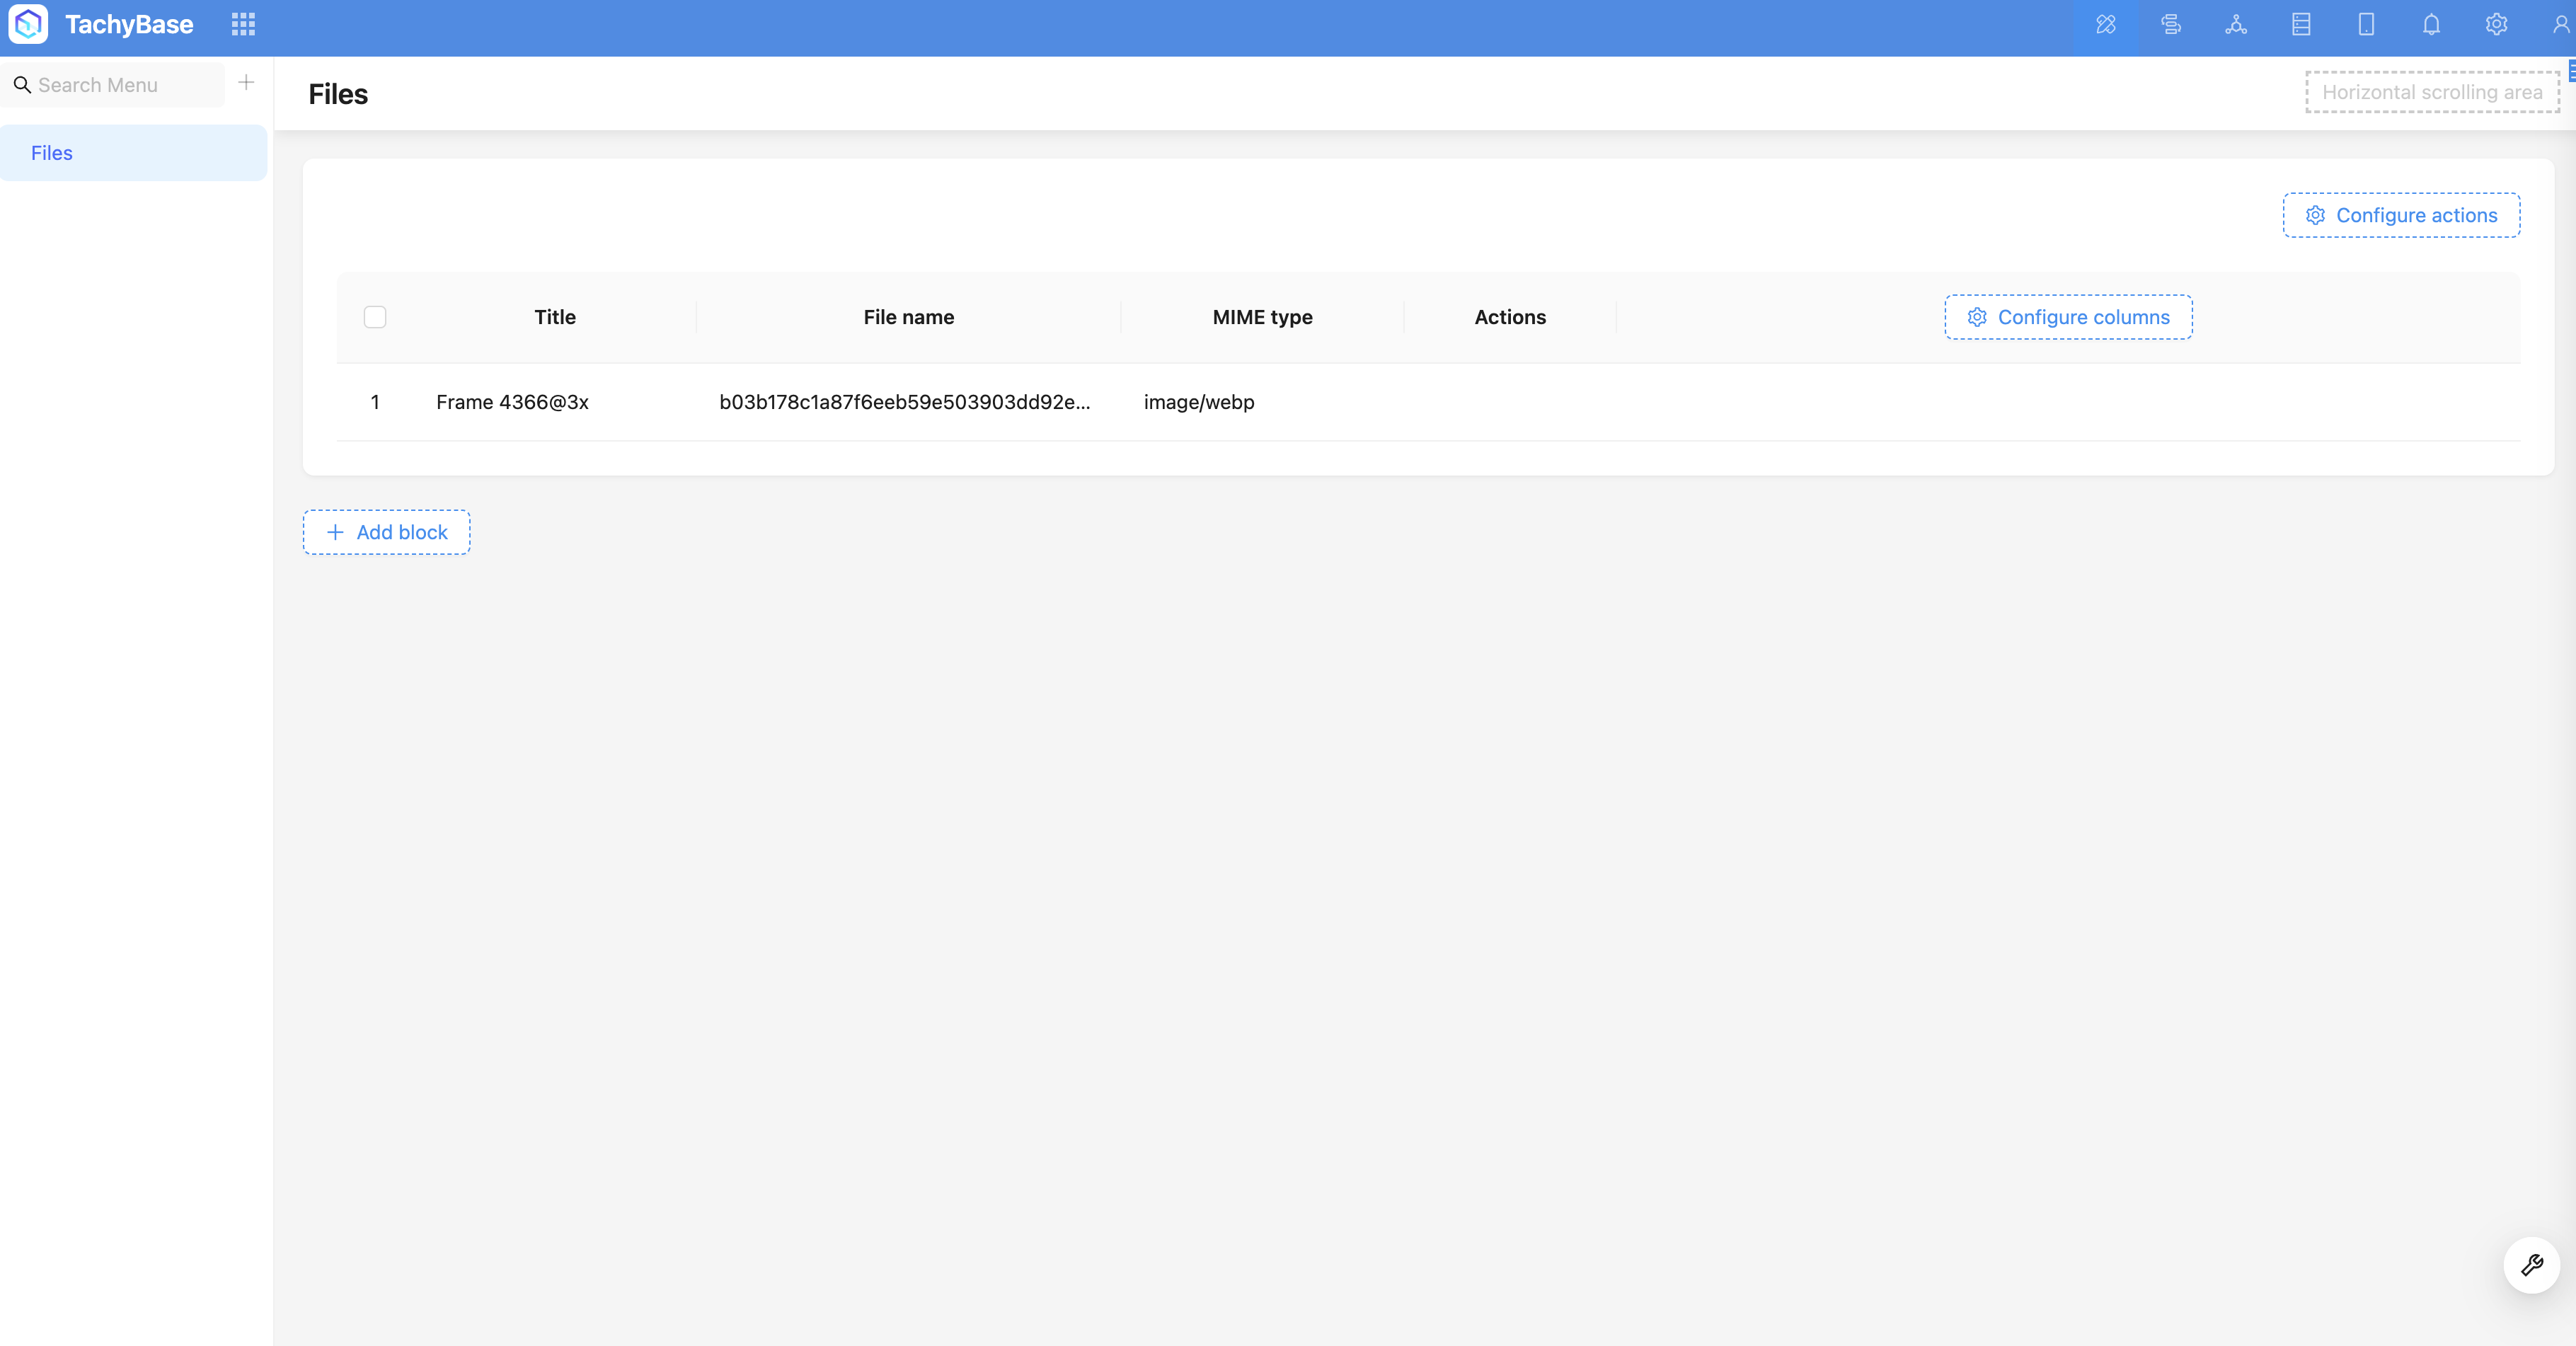 TachyBase
Search Menu
Files
Files
Horizontal scrolling area
Configure actions
Title File name MIME type Actions Configure columns
1 Frame 4366@3x b03b178c1a87f6eeb59e503903dd92e... image/webp
Add block